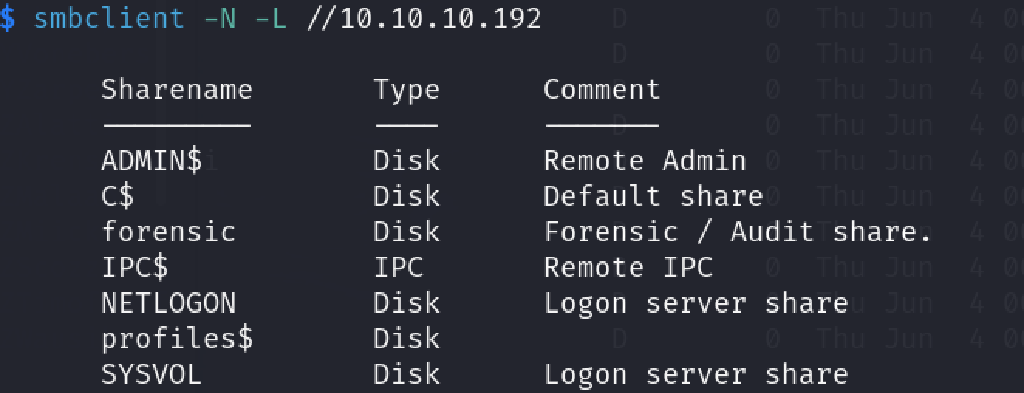 $ smbclient -N -L //10.10.10.192
Sharename Type Comment
--------- ---- -------
ADMIN$ Disk Remote Admin
C$ Disk Default share
forensic Disk Forensic / Audit share.
IPC$ IPC Remote IPC
NETLOGON Disk Logon server share
profiles$ Disk
SYSVOL Disk Logon server share